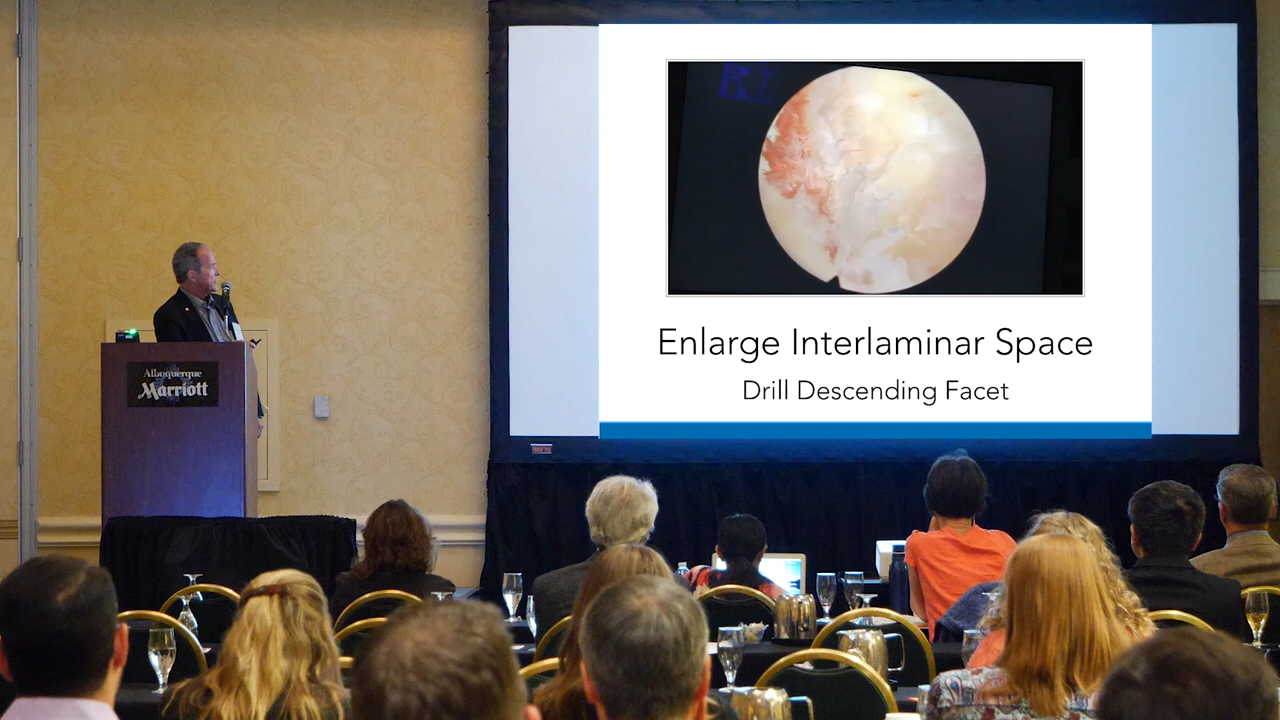 Albuquerque
Marriott
Enlarge Interlaminar Space
Drill Descending Facet